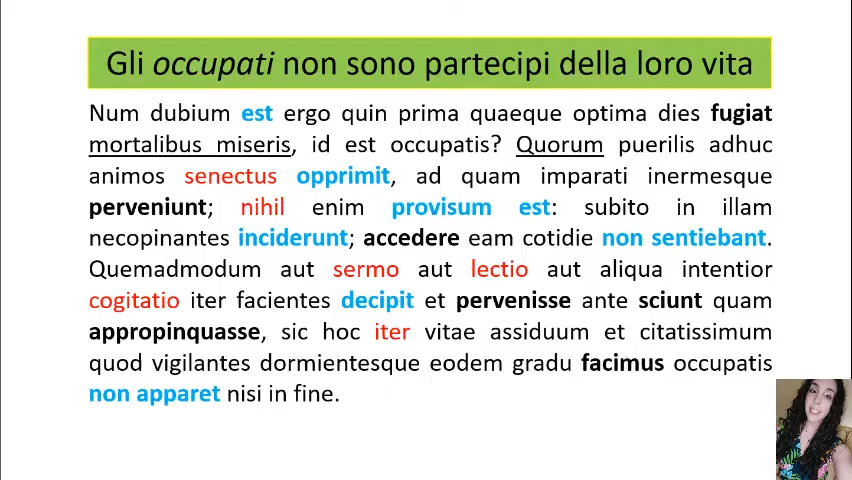 Gli occupati non sono partecipi della loro vita
Num dubium est ergo quin prima quaeque optima dies fugiat
mortalibus miseris, id est occupatis? Quorum puerilis adhuc
animos senectus opprimit, ad quam imparati inermesque
perveniunt; nihil enim provisum est: subito in illam
necopinantes inciderunt; accedere eam cotidie non sentiebant.
Quemadmodum aut sermo aut lectio aut aliqua intentior
cogitatio iter facientes decipit et pervenisse ante sciunt quam
appropinquasse, sic hoc iter vitae assiduum et citatissimum
quod vigilantes dormientesque eodem gradu facimus occupatis
non apparet nisi in fine.